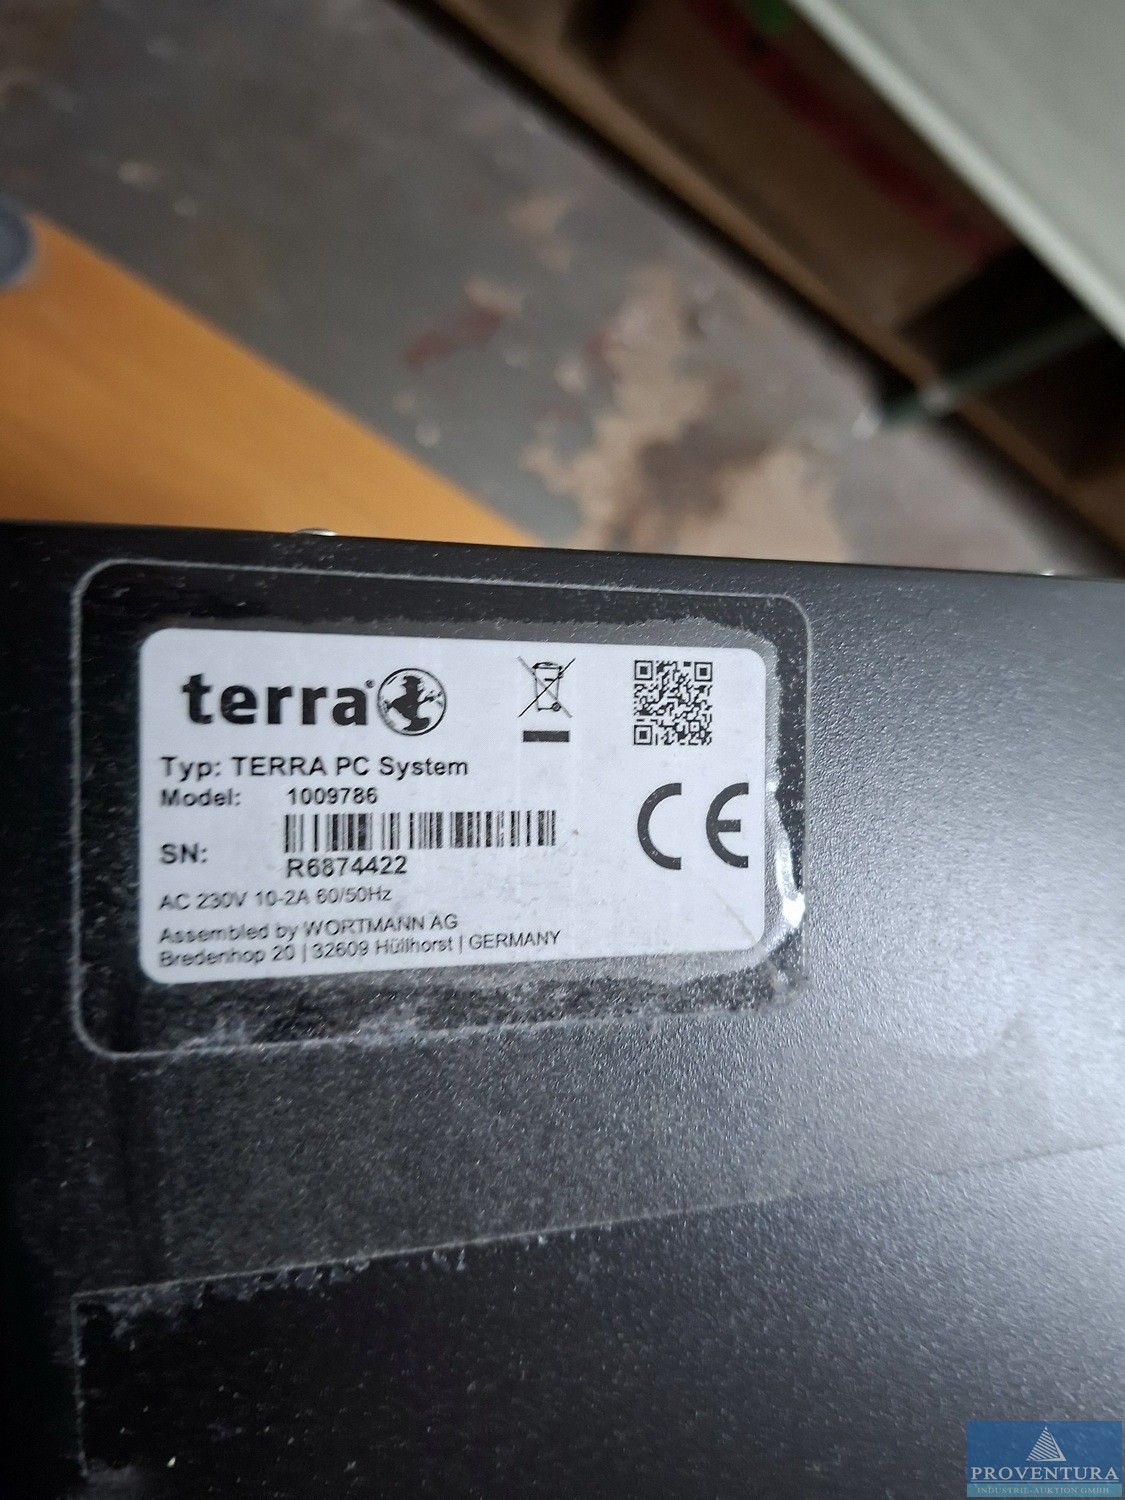 terra®
Typ: TERRA PC System
Model: 1009786
SN:
R6874422
AC 230V 10-2A 60/50Hz
Assembled by WORTMANN AG
Bredenhop 20 | 32609 Hüllhorst | GERMANY
CE
PROVENTURA
INDUSTRIE-AUKTION GMBH